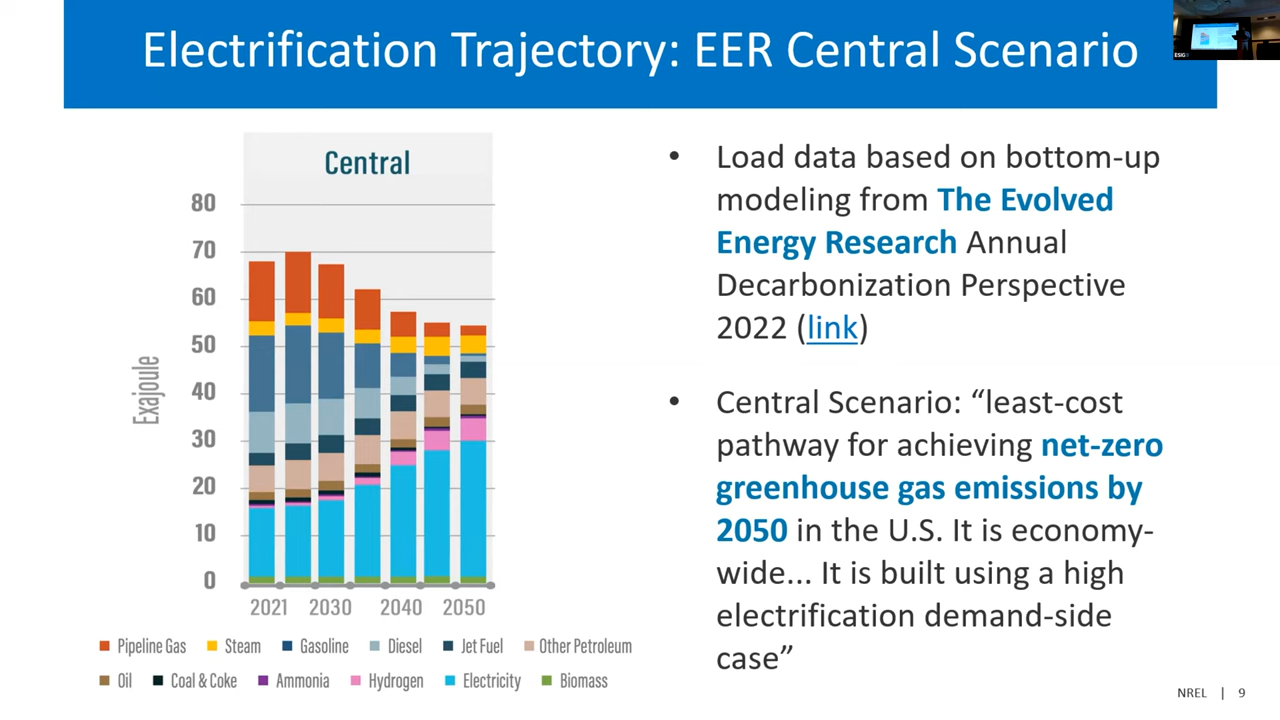 Electrification Trajectory: EER Central Scenario
ESIG
Central
80
70
60
50
40
30
20
10
0
Exajoule
2021 2030 2040 2050
Pipeline Gas Steam Gasoline Diesel Jet Fuel Other Petroleum
Oil Coal & Coke Ammonia Hydrogen Electricity Biomass
• Load data based on bottom-up
modeling from The Evolved
Energy Research Annual
Decarbonization Perspective
2022 (link)
• Central Scenario: “least-cost
pathway for achieving net-zero
greenhouse gas emissions by
2050 in the U.S. It is economy-
wide... It is built using a high
electrification demand-side
case”
NREL | 9